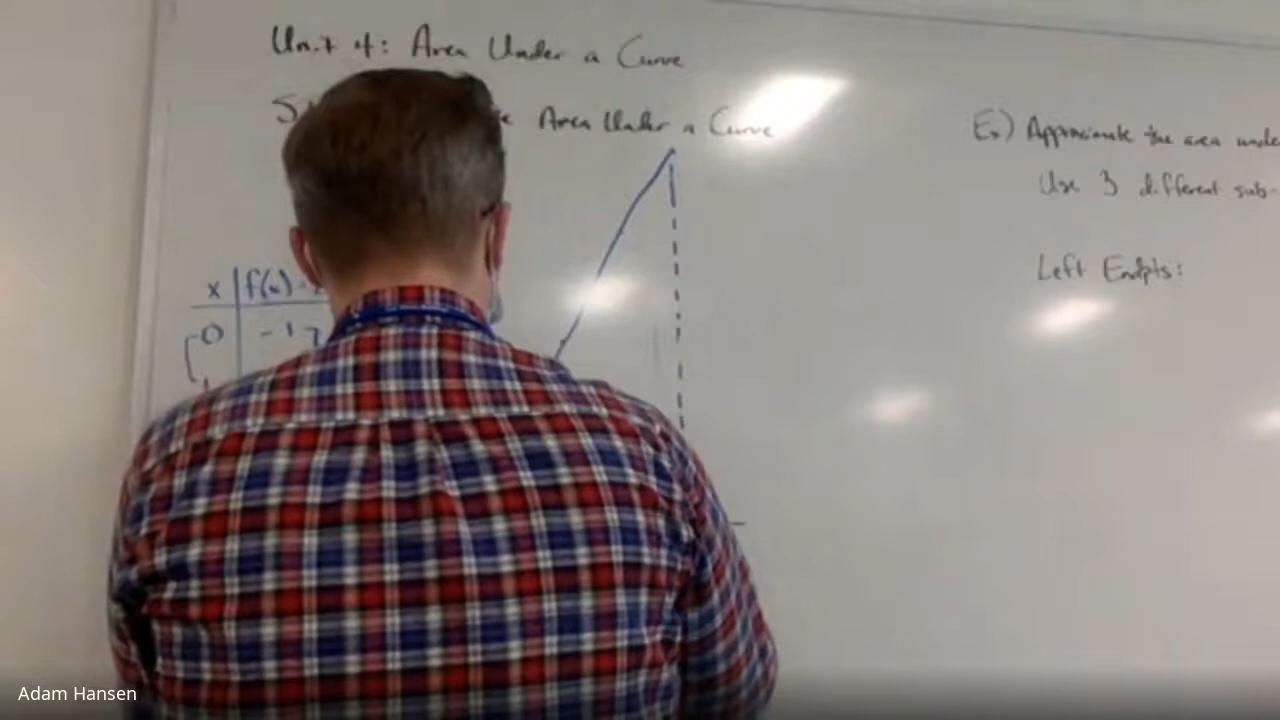 Unit 4: Area Under a Curve
Area Under a Curve
Ex) Approximate the area unde
Use 3 different sub-
Left Endpts:
x f(x)
0 -1
Adam Hansen